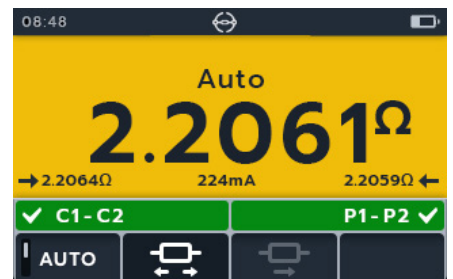 08:48
Auto
2.2061Ω
→2.2064Ω 224mA 2.2059Ω←
✓ C1-C2 P1-P2 ✓
AUTO